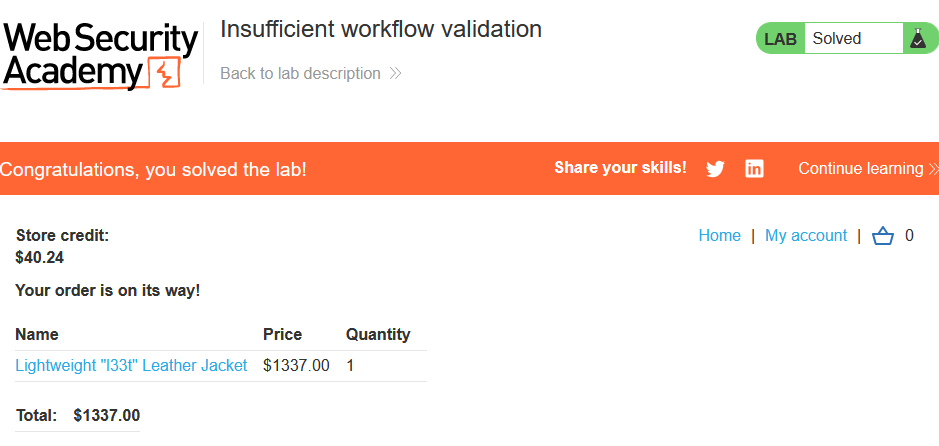 Web Security
Academy
Insufficient workflow validation
Back to lab description
LAB Solved
Congratulations, you solved the lab!
Share your skills!
Continue learning
Store credit:
$40.24
Home | My account | 0
Your order is on its way!
Name Price Quantity
Lightweight "l33t" Leather Jacket $1337.00 1
Total: $1337.00